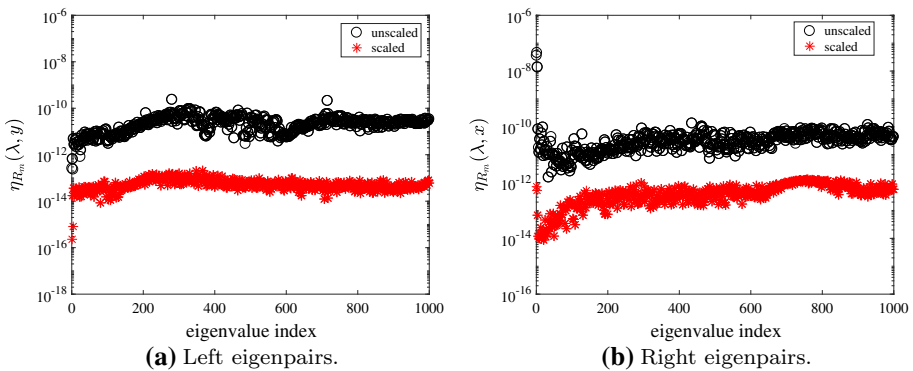 10^-6
10^-8
10^-10
10^-12
10^-14
10^-16
10^-18
η_{R_m}(λ, y)
unscaled
scaled
0 200 400 600 800 1000
eigenvalue index
(a) Left eigenpairs.
10^-6
10^-8
10^-10
10^-12
10^-14
10^-16
η_{R_m}(λ, x)
unscaled
scaled
0 200 400 600 800 1000
eigenvalue index
(b) Right eigenpairs.